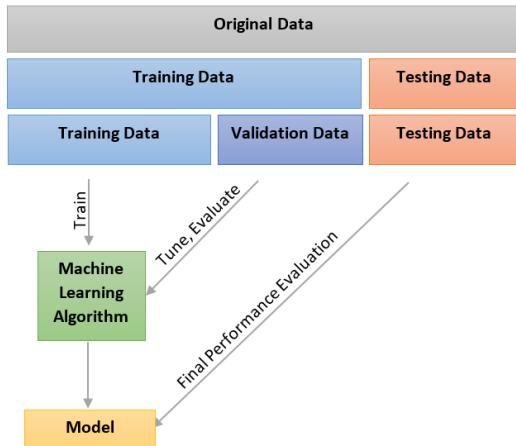 Original Data
Training Data
Testing Data
Training Data
Validation Data
Testing Data
Train
Tune, Evaluate
Final Performance Evaluation
Machine
Learning
Algorithm
Model